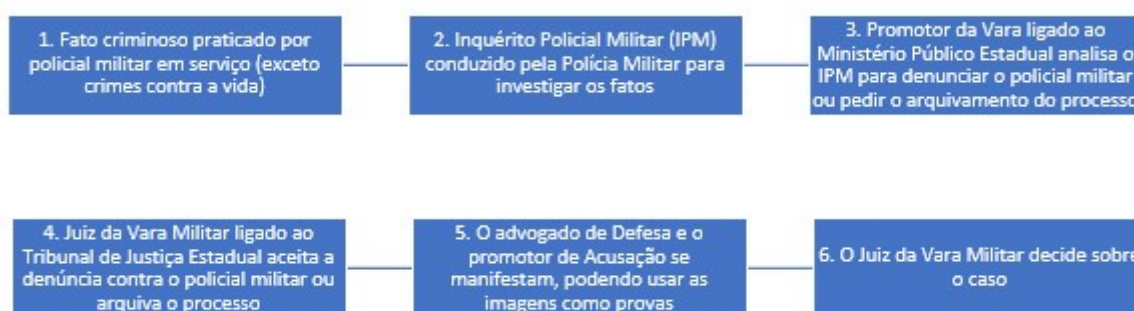 1. Fato criminoso praticado por
policial militar em serviço (exceto
crimes contra a vida)
2. Inquérito Policial Militar (IPM)
conduzido pela Polícia Militar para
investigar os fatos
3. Promotor da Vara ligado ao
Ministério Público Estadual analisa o
IPM para denunciar o policial militar
ou pedir o arquivamento do processo
4. Juiz da Vara Militar ligado ao
Tribunal de Justiça Estadual aceita a
denúncia contra o policial militar ou
arquiva o processo
5. O advogado de Defesa e o
promotor de Acusação se
manifestam, podendo usar as
imagens como provas
6. O Juiz da Vara Militar decide sobre
o caso